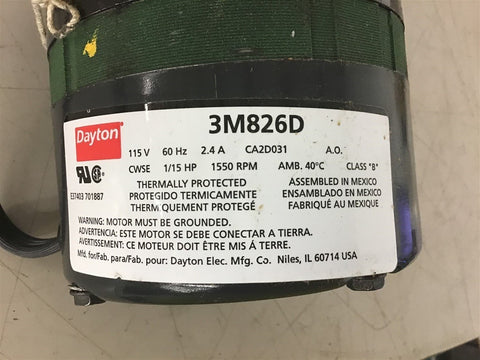 3M826D
Dayton
115 V 60 Hz 2.4 A CA2D031 A.O.
CWSE 1/15 HP 1550 RPM AMB. 40°C CLASS "B"
E37403 701887
THERMALLY PROTECTED
PROTEGIDO TERMICAMENTE
THERMIQUEMENT PROTEGÉ
ASSEMBLED IN MEXICO
ENSAMBLADO EN MEXICO
FABRIQUÉ AU MEXIQUE
WARNING: MOTOR MUST BE GROUNDED.
ADVERTENCIA: ESTE MOTOR SE DEBE CONECTAR A TIERRA.
AVERTISSEMENT: CE MOTEUR DOIT ÊTRE MIS À TERRE.
Mfd. for/Fab. para/Fab. pour: Dayton Elec. Mfg. Co. Niles, IL 60714 USA